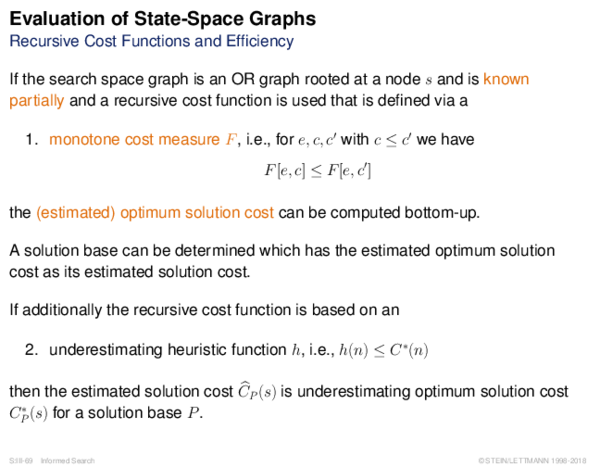 Evaluation of State-Space Graphs
Recursive Cost Functions and Efficiency
If the search space graph is an OR graph rooted at a node s and is known
partially and a recursive cost function is used that is defined via a
1. monotone cost measure F, i.e., for e, c, c′ with c ≤ c′ we have
F[e, c] ≤ F[e, c′]
the (estimated) optimum solution cost can be computed bottom-up.
A solution base can be determined which has the estimated optimum solution
cost as its estimated solution cost.
If additionally the recursive cost function is based on an
2. underestimating heuristic function h, i.e., h(n) ≤ C*(n)
then the estimated solution cost Ĉ_P(s) is underestimating optimum solution cost
C*_P(s) for a solution base P.
S:II-69 Informed Search
©STEIN/LETTMANN 1998-2018